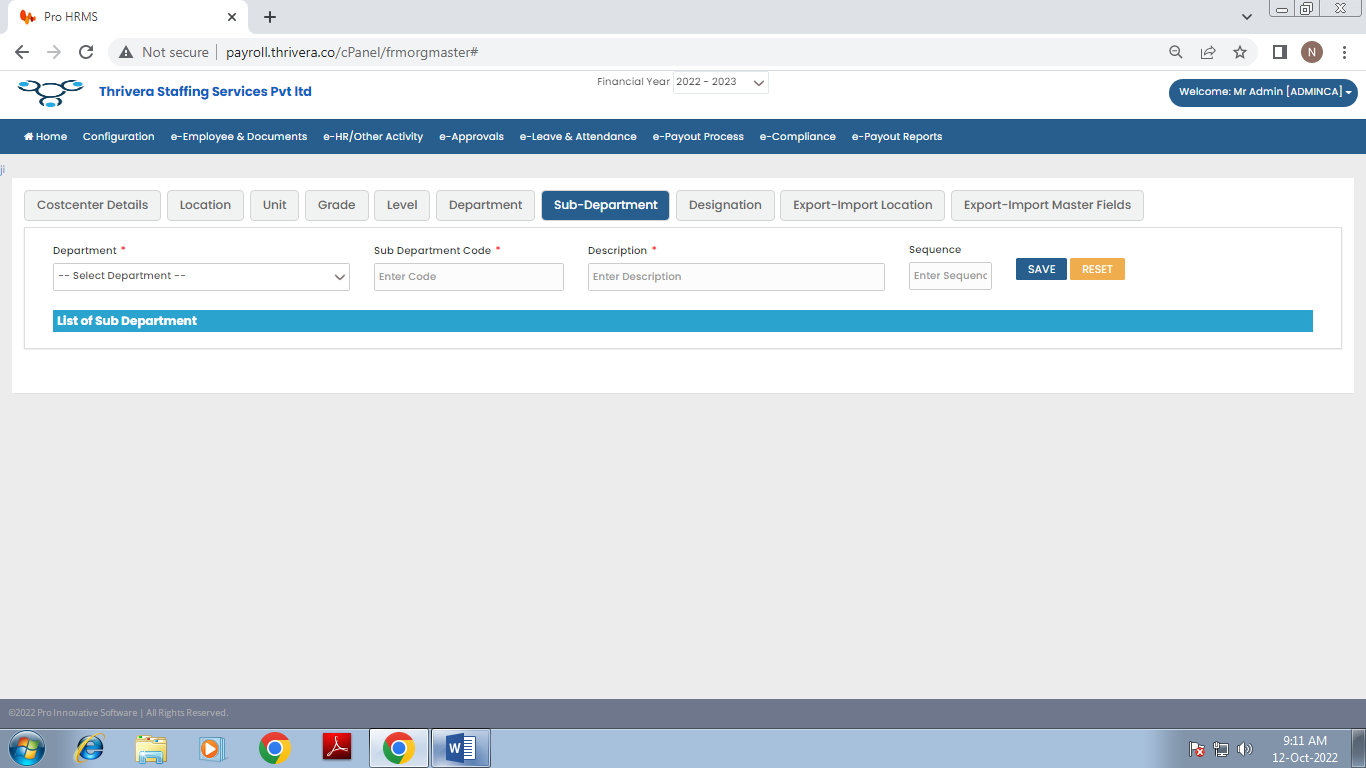 Pro HRMS
Not secure payroll.thrivera.co/cPanel/frmorgmaster#
N
Thrivera Staffing Services Pvt ltd
Financial Year 2022 - 2023
Welcome: Mr Admin [ADMINCA]
Home Configuration e-Employee & Documents e-HR/Other Activity e-Approvals e-Leave & Attendance e-Payout Process e-Compliance e-Payout Reports
ji
Costcenter Details Location Unit Grade Level Department Sub-Department Designation Export-Import Location Export-Import Master Fields
Department * Sub Department Code * Description * Sequence
-- Select Department -- Enter Code Enter Description Enter Sequenc SAVE RESET
List of Sub Department
©2022 Pro Innovative Software | All Rights Reserved.
W
9:11 AM
12-Oct-2022